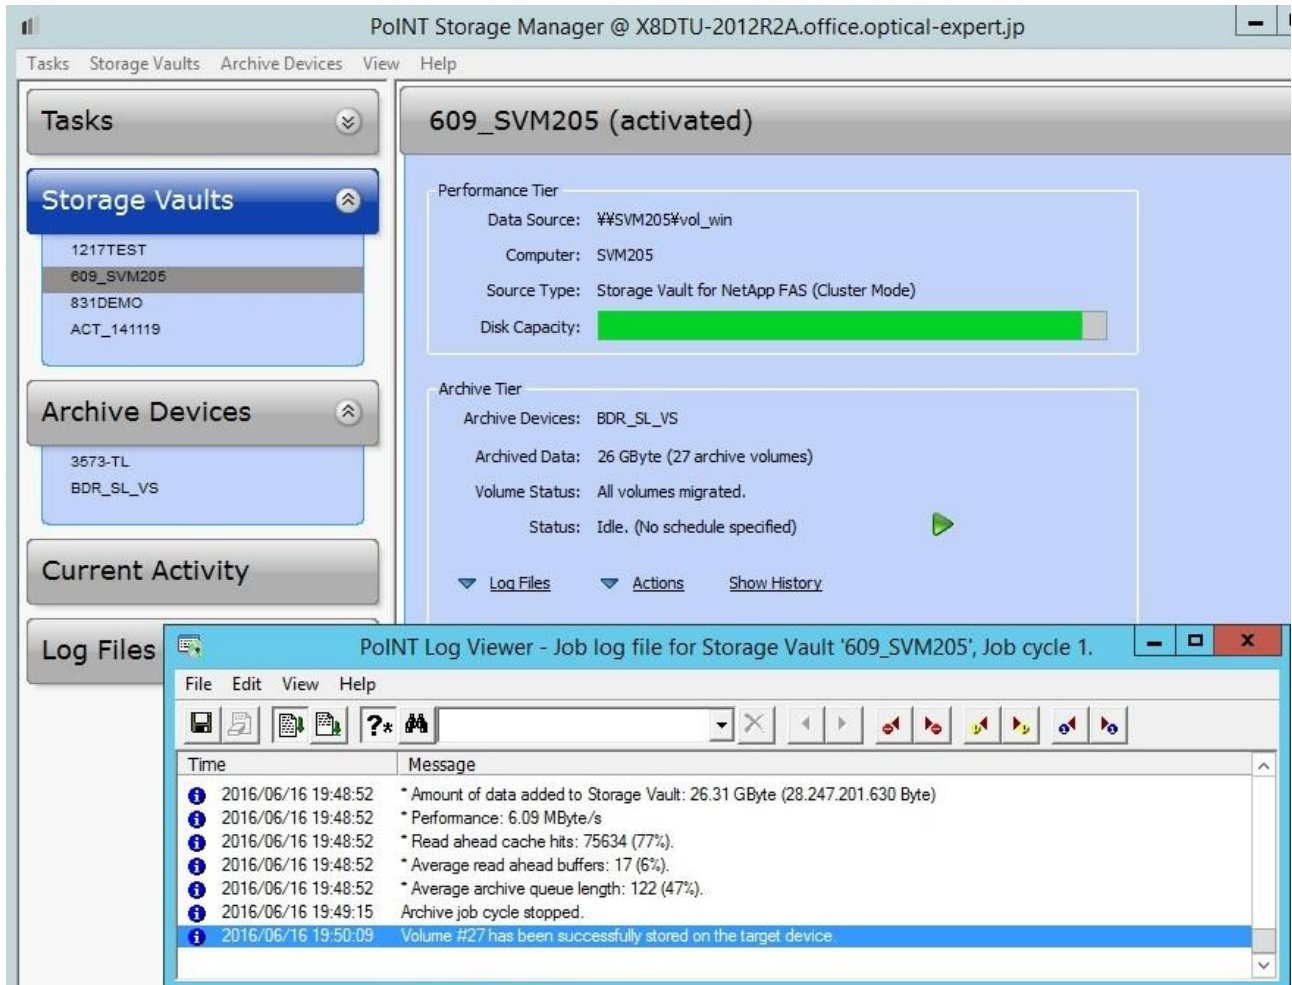 PoINT Storage Manager @ X8DTU-2012R2A.office.optical-expert.jp
Tasks Storage Vaults Archive Devices View Help
Tasks
Storage Vaults
1217TEST
609_SVM205
831DEMO
ACT_141119
Archive Devices
3573-TL
BDR_SL_VS
Current Activity
Log Files
609_SVM205 (activated)
Performance Tier
Data Source: ¥¥SVM205¥vol_win
Computer: SVM205
Source Type: Storage Vault for NetApp FAS (Cluster Mode)
Disk Capacity:
Archive Tier
Archive Devices: BDR_SL_VS
Archived Data: 26 GByte (27 archive volumes)
Volume Status: All volumes migrated.
Status: Idle. (No schedule specified)
Log Files Actions Show History
PoINT Log Viewer - Job log file for Storage Vault '609_SVM205', Job cycle 1.
File Edit View Help
Time Message
2016/06/16 19:48:52 * Amount of data added to Storage Vault: 26.31 GByte (28.247.201.630 Byte)
2016/06/16 19:48:52 * Performance: 6.09 MByte/s
2016/06/16 19:48:52 * Read ahead cache hits: 75634 (77%).
2016/06/16 19:48:52 * Average read ahead buffers: 17 (6%).
2016/06/16 19:48:52 * Average archive queue length: 122 (47%).
2016/06/16 19:49:15 Archive job cycle stopped.
2016/06/16 19:50:09 Volume #27 has been successfully stored on the target device.